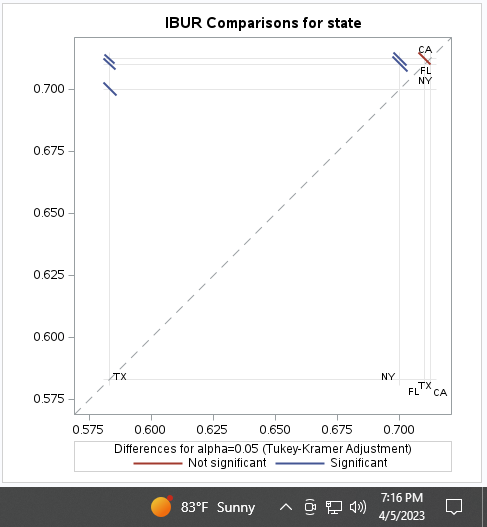 IBUR Comparisons for state
CA
FL
NY
0.700
0.675
0.650
0.625
0.600
0.575
TX
NY
TX
FL
CA
0.575 0.600 0.625 0.650 0.675 0.700
Differences for alpha=0.05 (Tukey-Kramer Adjustment)
Not significant Significant
83°F Sunny
7:16 PM
4/5/2023